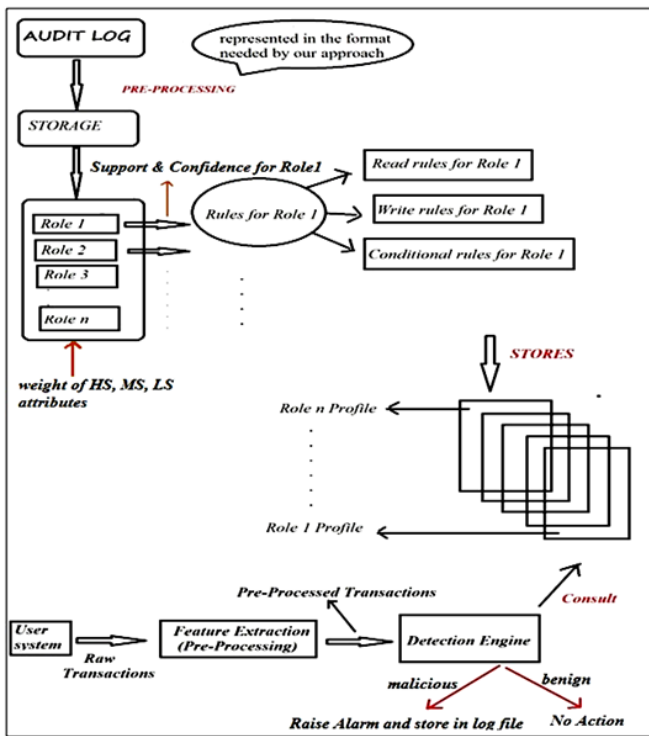 AUDIT LOG
represented in the format
needed by our approach
PRE-PROCESSING
STORAGE
Support & Confidence for Role1
Read rules for Role 1
Role 1
Rules for Role 1
Write rules for Role 1
Role 2
Role 3
Conditional rules for Role 1
Role n
STORES
weight of HS, MS, LS
attributes
Role n Profile
Role 1 Profile
Pre-Processed Transactions
Consult
User
system
Feature Extraction
(Pre-Processing)
Detection Engine
Raw
Transactions
malicious
benign
Raise Alarm and store in log file
No Action